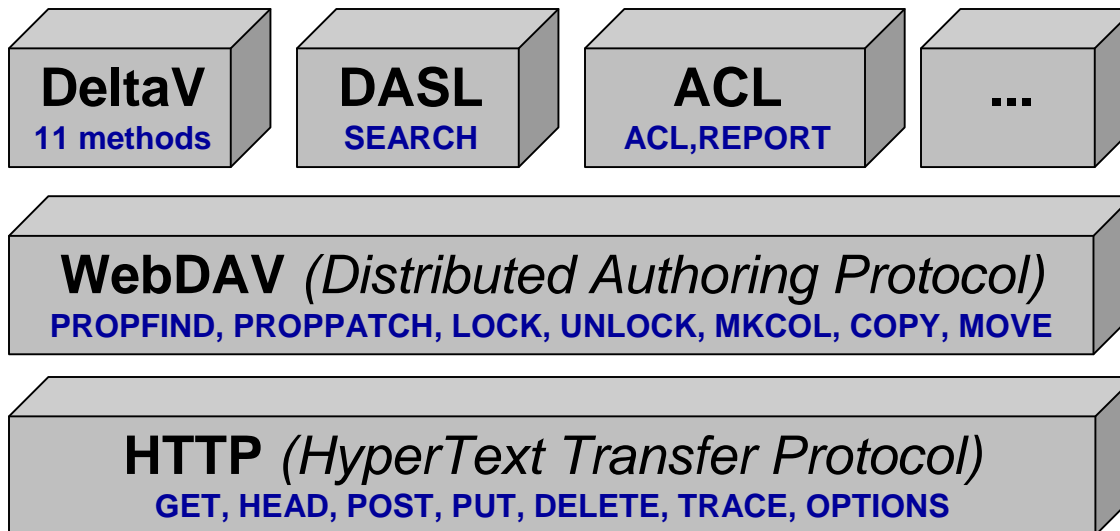 DeltaV
11 methods
DASL
SEARCH
ACL
ACL,REPORT
...
WebDAV (Distributed Authoring Protocol)
PROPFIND, PROPPATCH, LOCK, UNLOCK, MKCOL, COPY, MOVE
HTTP (HyperText Transfer Protocol)
GET, HEAD, POST, PUT, DELETE, TRACE, OPTIONS